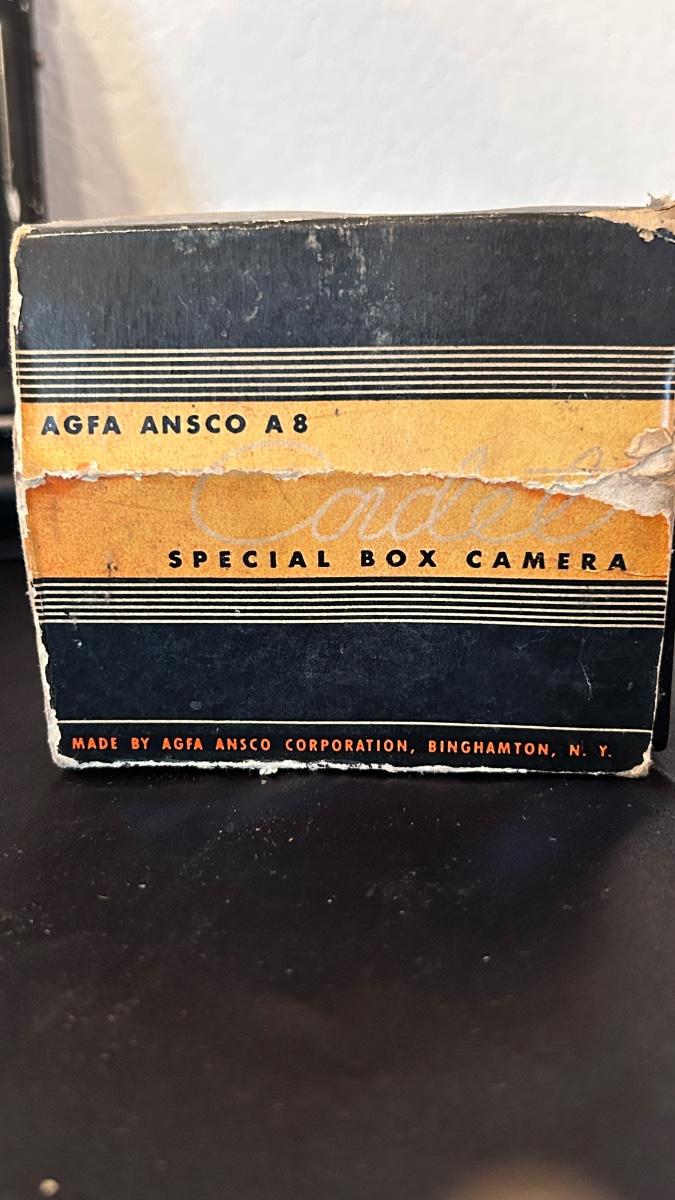 AGFA ANSCO A8
Cadet
SPECIAL BOX CAMERA
MADE BY AGFA ANSCO CORPORATION, BINGHAMTON, N. Y.